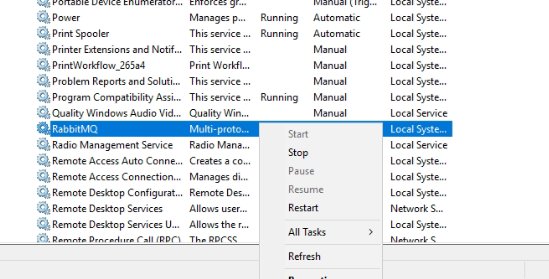 Portable Device Enumerator... Enforces gr... Manual (Trig... Local Syste...
Power Manages p... Running Automatic Local Syste...
Print Spooler This service ... Running Automatic Local Syste...
Printer Extensions and Notif... This service ... Manual Local Syste...
PrintWorkflow_265a4 Print Workfl... Manual Local Syste...
Problem Reports and Soluti... This service ... Manual Local Syste...
Program Compatibility Assi... This service ... Running Manual Local Syste...
Quality Windows Audio Vid... Quality Win... Manual Local Service
RabbitMQ Multi-proto... Local Syste...
Radio Management Service Radio Mana... Local Service
Remote Access Auto Conne... Creates a co... Local Syste...
Remote Access Connection... Manages di... Local Syste...
Remote Desktop Configurat... Remote Des... Local Syste...
Remote Desktop Services Allows user... Network S...
Remote Desktop Services U... Allows the r... Local Syste...
Remote Procedure Call (RPC) The RPCSS Network S...
Start
Stop
Pause
Resume
Restart
All Tasks
Refresh